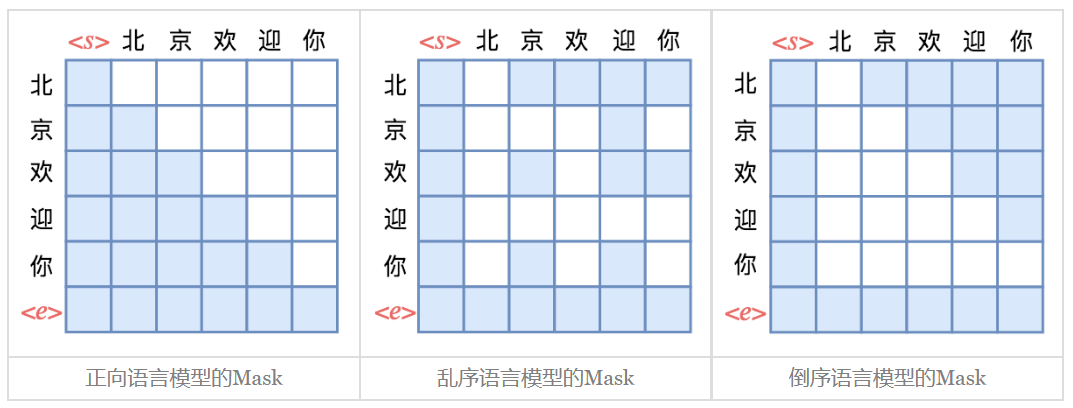 <s> 北 京 欢 迎 你
北
京
欢
迎
你
<e>
正向语言模型的Mask
<s> 北 京 欢 迎 你
北
京
欢
迎
你
<e>
乱序语言模型的Mask
<s> 北 京 欢 迎 你
北
京
欢
迎
你
<e>
倒序语言模型的Mask